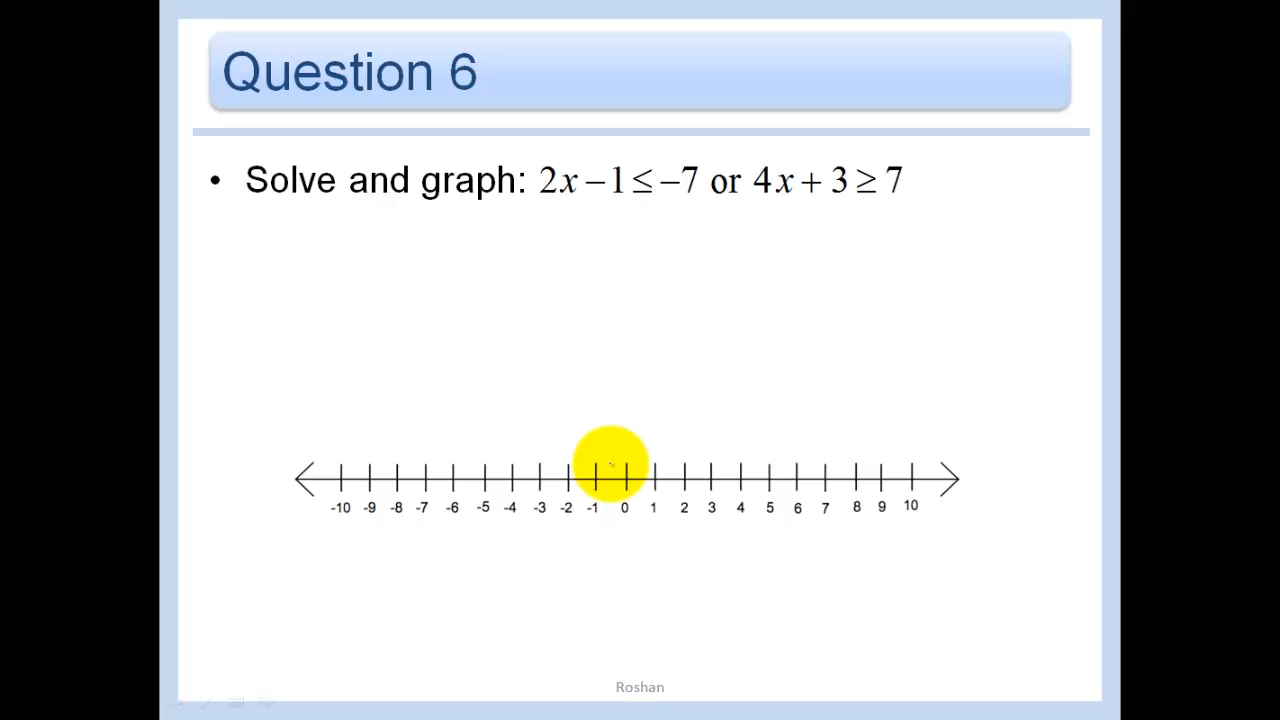 Question 6
• Solve and graph: 2x − 1 ≤ −7 or 4x + 3 ≥ 7
-10 -9 -8 -7 -6 -5 -4 -3 -2 -1 0 1 2 3 4 5 6 7 8 9 10
Roshan